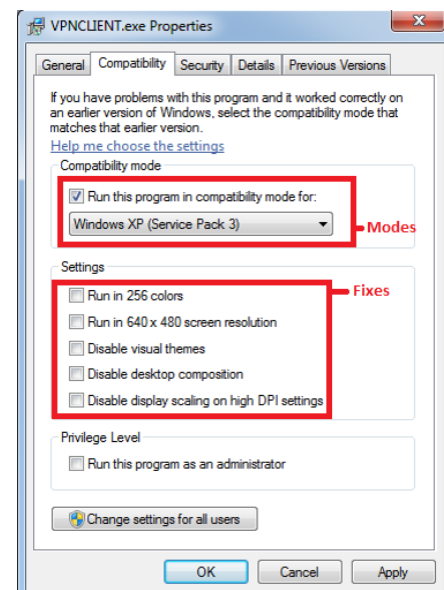 VPNCLIENT.exe Properties
General Compatibility Security Details Previous Versions
If you have problems with this program and it worked correctly on
an earlier version of Windows, select the compatibility mode that
matches that earlier version.
Help me choose the settings
Compatibility mode
Run this program in compatibility mode for:
Windows XP (Service Pack 3)
Modes
Settings
Fixes
Run in 256 colors
Run in 640 x 480 screen resolution
Disable visual themes
Disable desktop composition
Disable display scaling on high DPI settings
Privilege Level
Run this program as an administrator
Change settings for all users
OK Cancel Apply